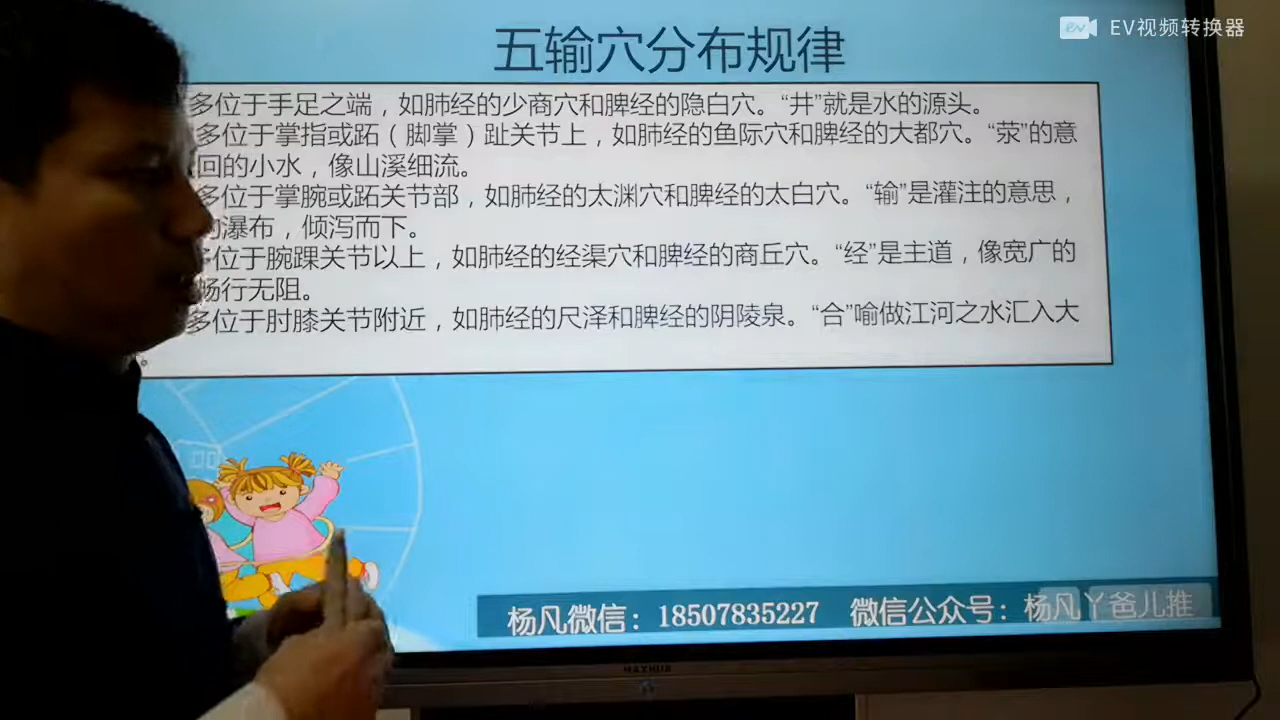 EV视频转换器
五输穴分布规律
多位于手足之端，如肺经的少商穴和脾经的隐白穴。“井”就是水的源头。
多位于掌指或跖（脚掌）趾关节上，如肺经的鱼际穴和脾经的大都穴。“荥”的意
回的小水，像山溪细流。
多位于掌腕或跖关节部，如肺经的太渊穴和脾经的太白穴。“输”是灌注的意思，
的瀑布，倾泻而下。
多位于腕踝关节以上，如肺经的经渠穴和脾经的商丘穴。“经”是主道，像宽广的
畅行无阻。
多位于肘膝关节附近，如肺经的尺泽和脾经的阴陵泉。“合”喻做江河之水汇入大
。
杨凡微信：18507835227 微信公众号：杨凡丫爸儿推
MAXHUB